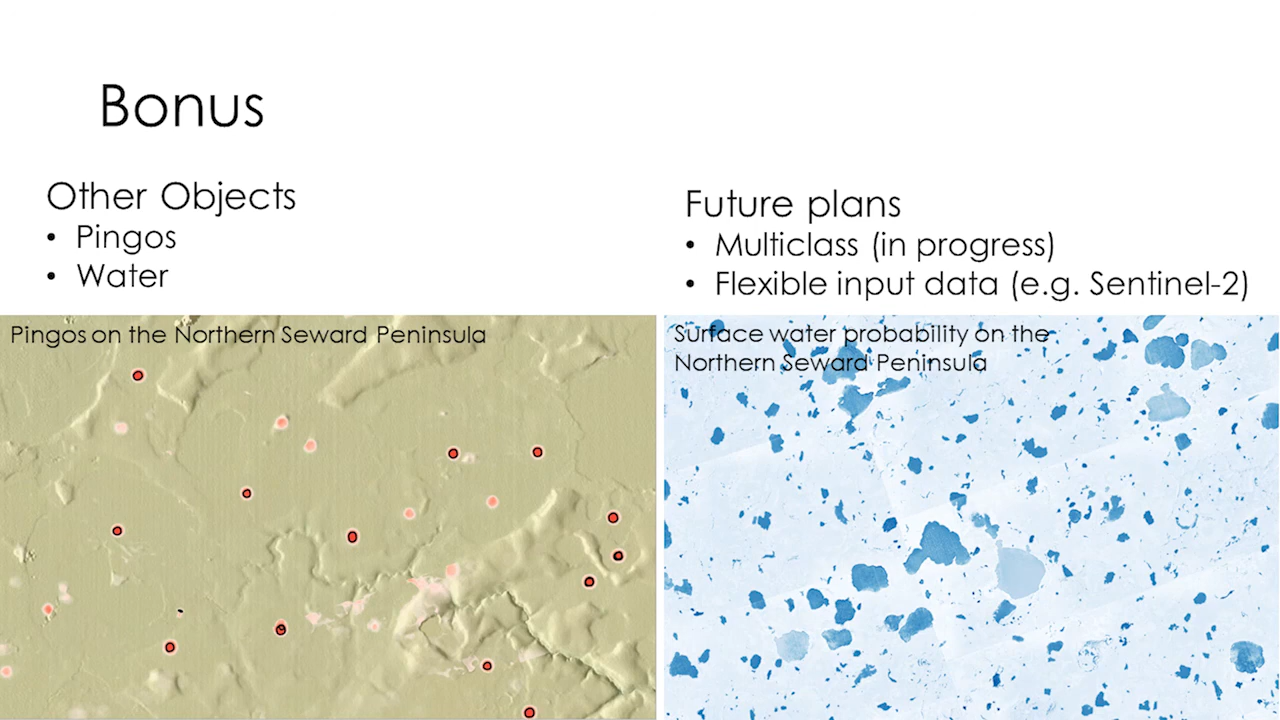 Bonus
Other Objects
• Pingos
• Water
Future plans
• Multiclass (in progress)
• Flexible input data (e.g. Sentinel-2)
Pingos on the Northern Seward Peninsula
Surface water probability on the
Northern Seward Peninsula